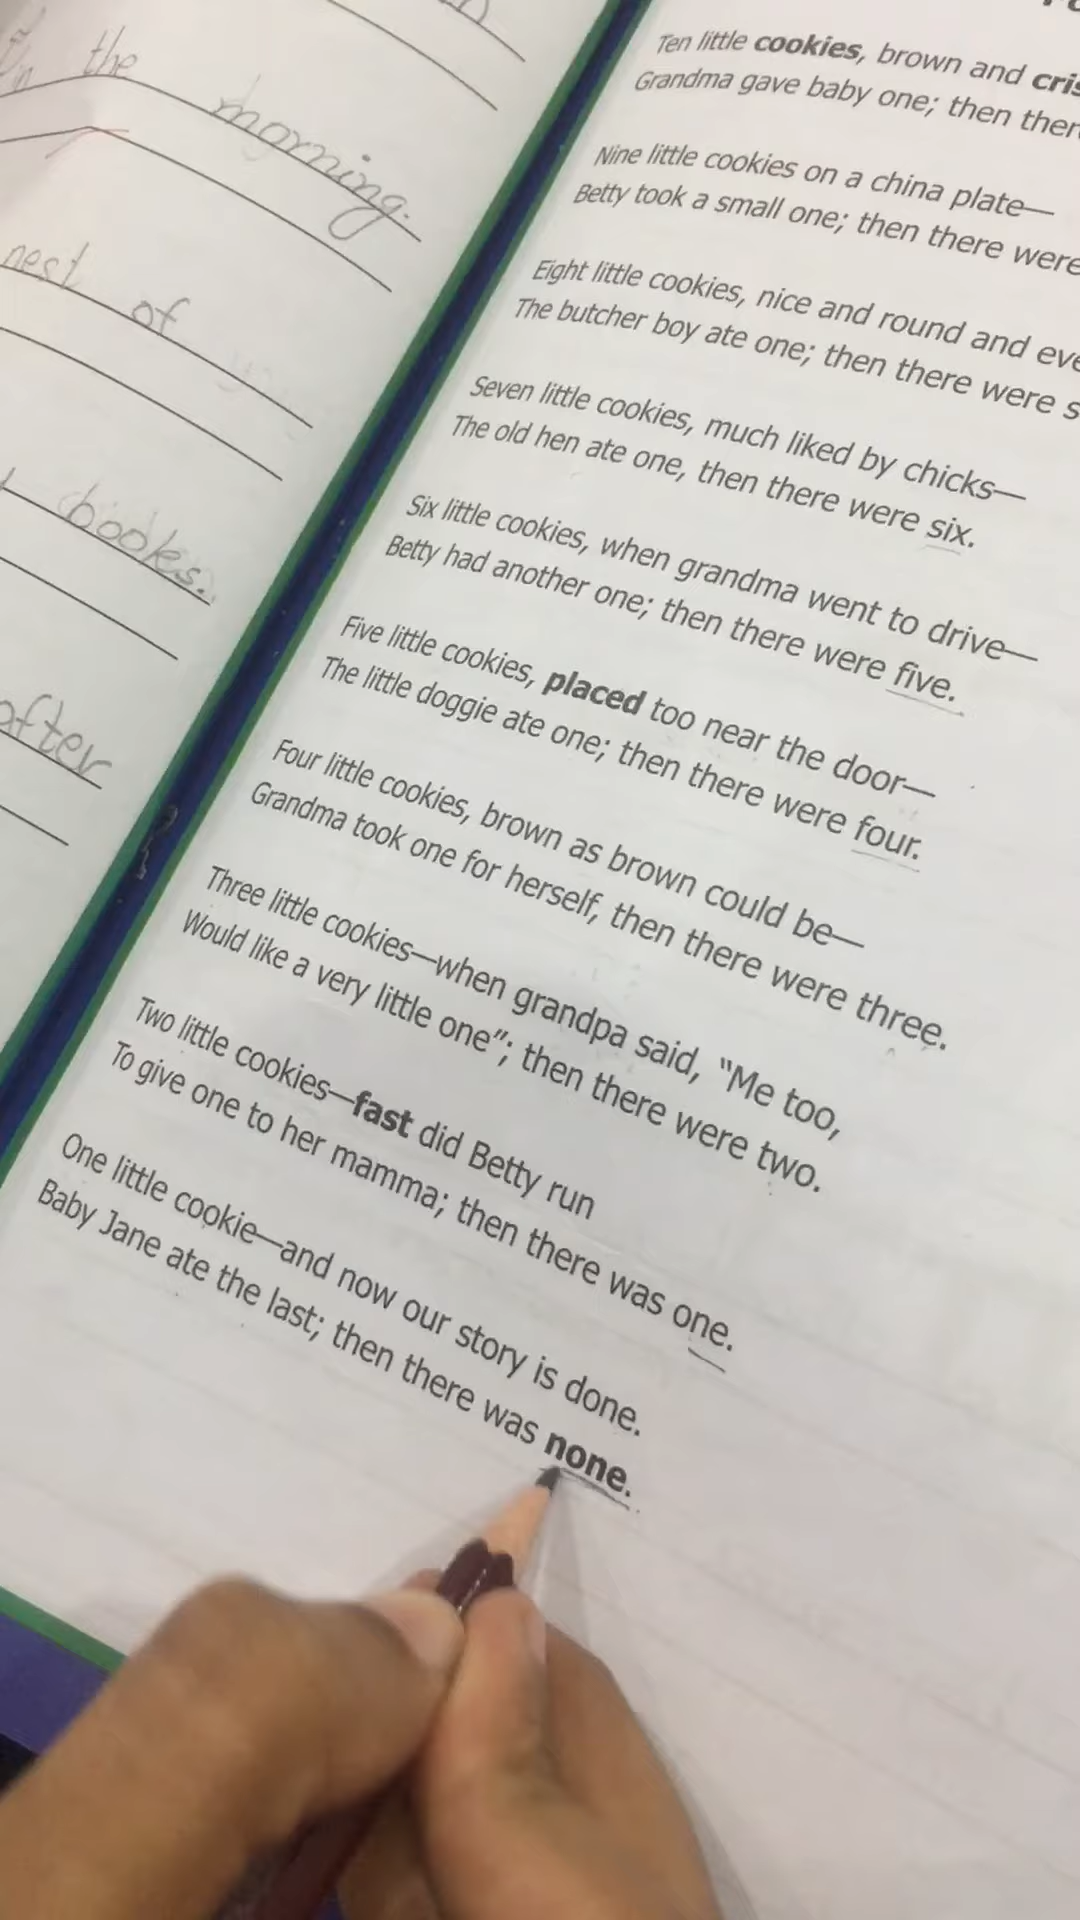 the
morning.
nest of
books.
after
Ten little cookies, brown and
Grandma gave baby one; then
Nine little cookies on a china plate—
Betty took a small one; then there were
Eight little cookies, nice and round and
The butcher boy ate one; then there were
Seven little cookies, much liked by chicks—
The old hen ate one, then there were six.
Six little cookies, when grandma went to drive—
Betty had another one; then there were five.
Five little cookies, placed too near the door—
The little doggie ate one; then there were four.
Four little cookies, brown as brown could be—
Grandma took one for herself, then there were three.
Three little cookies—when grandpa said, “Me too,
Would like a very little one”; then there were two.
Two little cookies—fast did Betty run
To give one to her mamma; then there was one.
One little cookie—and now our story is done.
Baby Jane ate the last; then there was none.